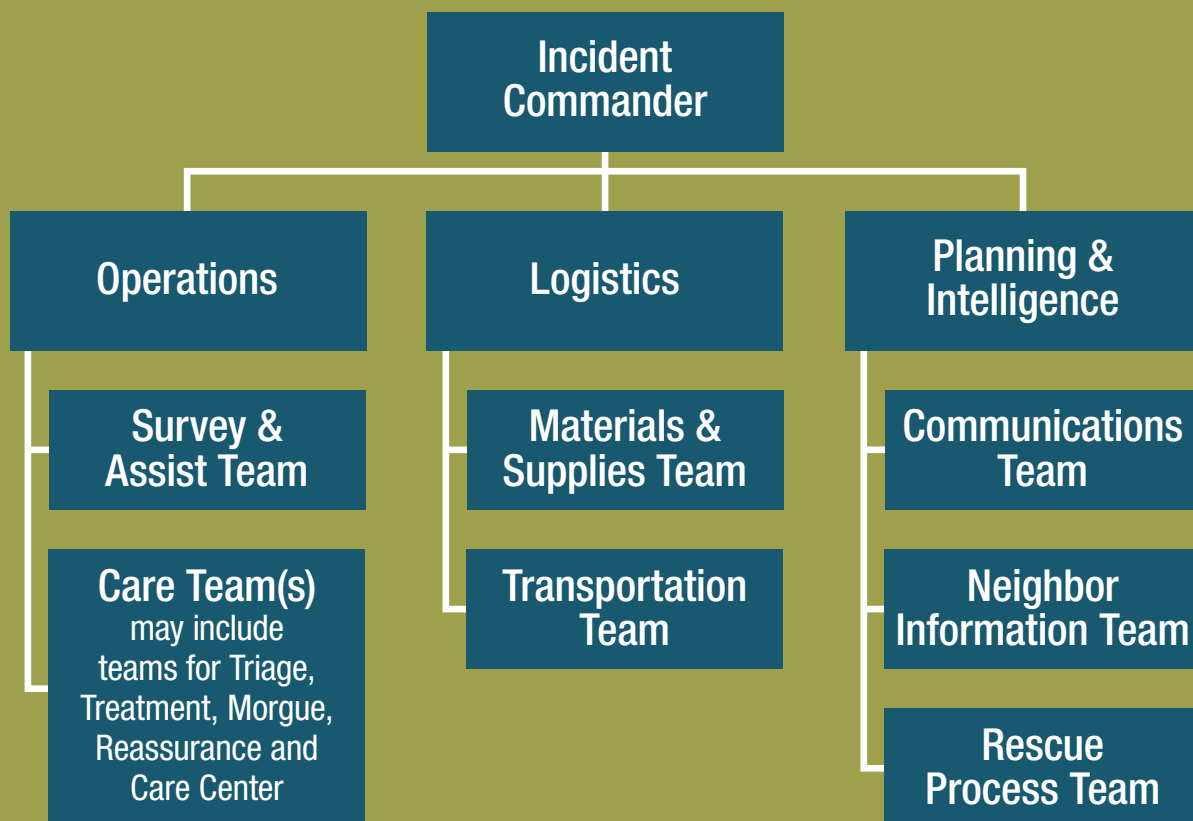 Incident
Commander
Operations
Logistics
Planning &
Intelligence
Survey &
Assist Team
Materials &
Supplies Team
Communications
Team
Care Team(s)
may include
teams for Triage,
Treatment, Morgue,
Reassurance and
Care Center
Transportation
Team
Neighbor
Information Team
Rescue
Process Team